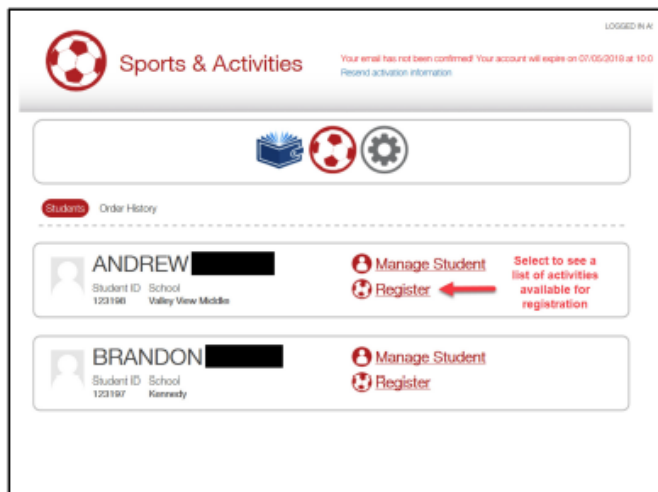 LOGGED IN A
Sports & Activities
Your email has not been confirmed! Your account will expire on 07/05/2018 at 10:0
Resend activation information
Students Order History
ANDREW
Manage Student
Student ID School
123198 Valley View Middle
Register
Select to see a
list of activities
available for
registration
BRANDON
Manage Student
Student ID School
123197 Kennedy
Register